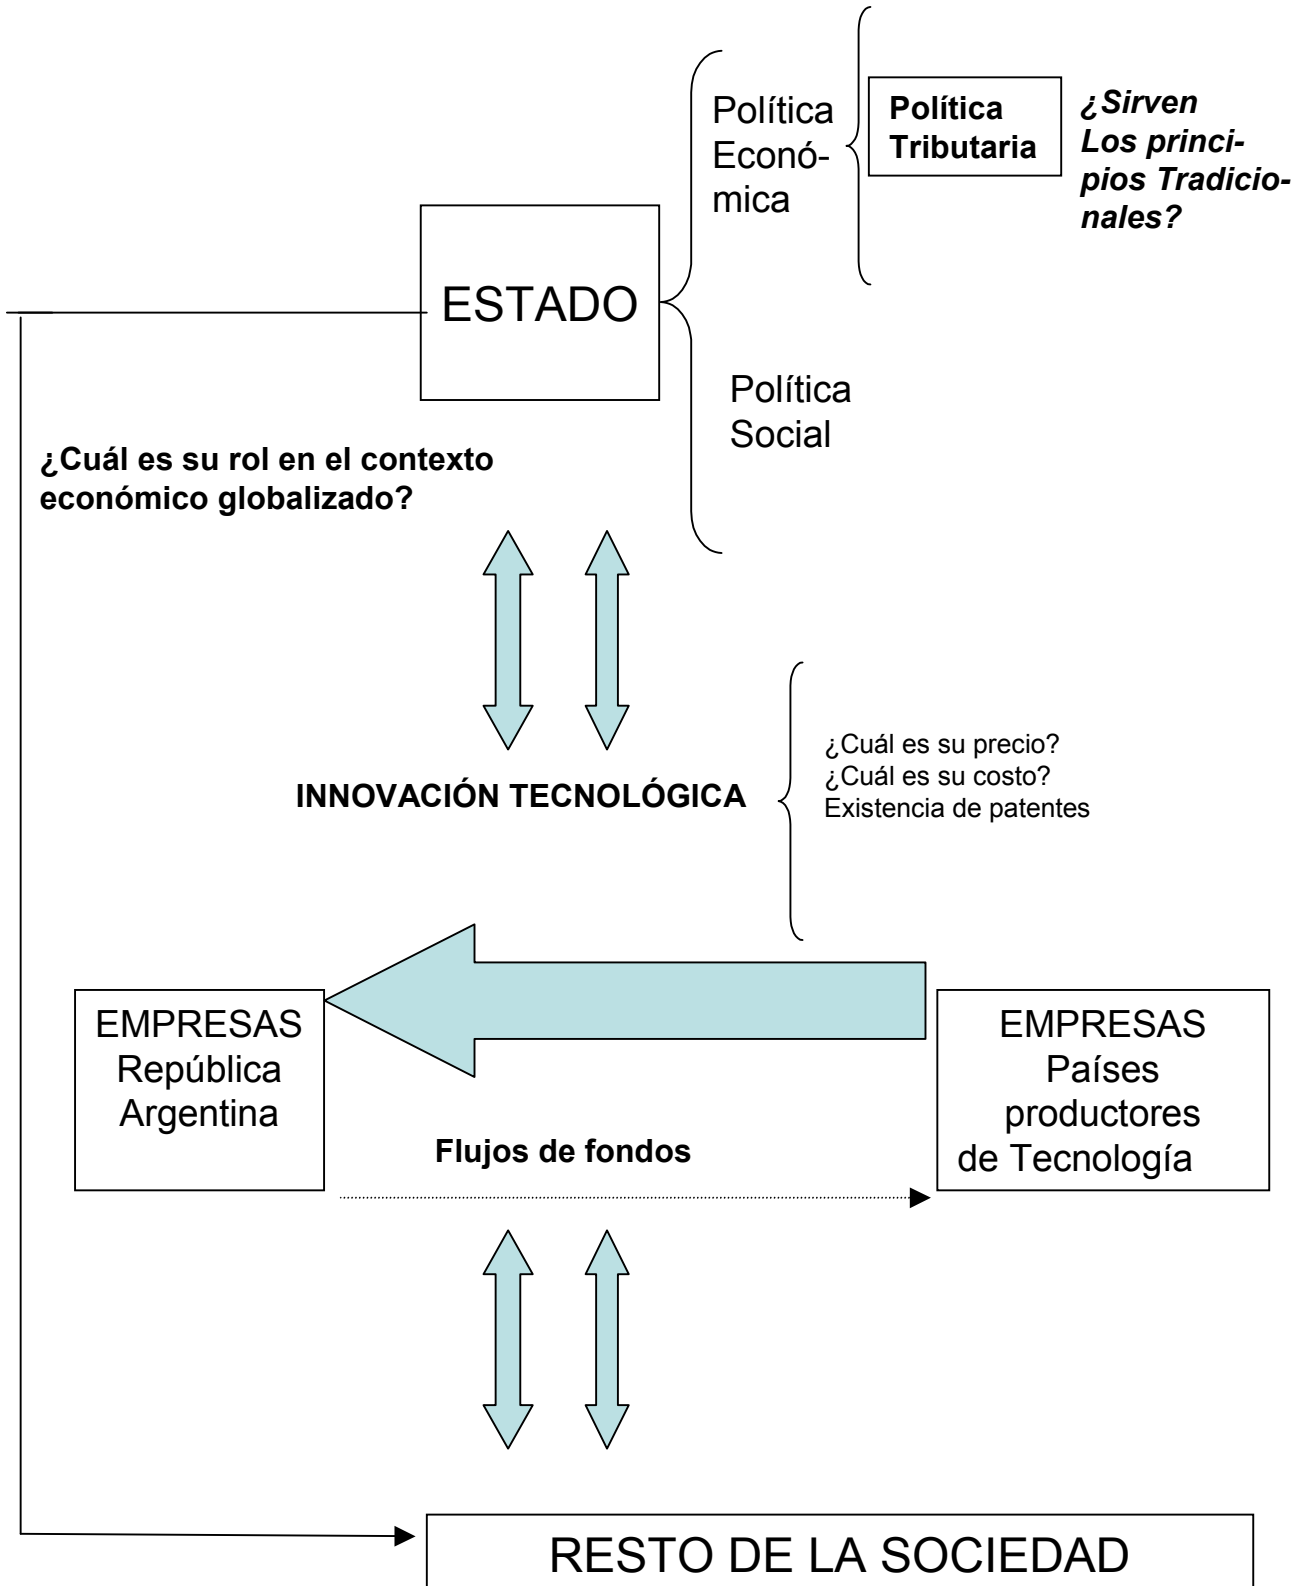 Política
Econó-
mica
Política
Tributaria
¿Sirven
Los princi-
pios Tradicio-
nales?
ESTADO
Política
Social
¿Cuál es su rol en el contexto
económico globalizado?
¿Cuál es su precio?
¿Cuál es su costo?
Existencia de patentes
INNOVACIÓN TECNOLÓGICA
EMPRESAS
República
Argentina
EMPRESAS
Países
productores
de Tecnología
Flujos de fondos
RESTO DE LA SOCIEDAD